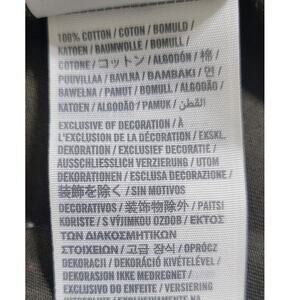 100% COTTON / COTON / BOMULD /
KATOEN / BAUMWOLLE / BOMULL /
COTONE / コットン / ALGODÓN / 棉 /
PUUVILLAA / BAVLNA / ΒΑΜΒΑΚΙ / 면 /
BAWEŁNA / PAMUT / BOMULL / ALGODÃO /
KATOEN / ALGODÃO / PAMUK / القطن /
EXCLUSIVE OF DECORATION / À
L'EXCLUSION DE LA DÉCORATION / EKSKL.
DEKORATION / EXCLUSIEF DECORATIE /
AUSSCHLIESSLICH VERZIERUNG / UTOM
DEKORATIONEN / ESCLUSA DECORAZIONE /
装飾を除く / SIN MOTIVOS
DECORATIVOS / 装饰物除外 / PAITSI
KORISTE / S VÝJIMKOU OZDOB / ΕΚΤΟΣ
ΤΩΝ ΔΙΑΚΟΣΜΗΤΙΚΩΝ
ΣΤΟΙΧΕΙΩΝ / 고급 장식 / OPRÓCZ
DEKORACJI / DEKORÁCIÓ KIVÉTELÉVEL /
DEKORASJON IKKE MEDREGNET /
EXCLUSIVO DO ENFEITE / VERSIERING